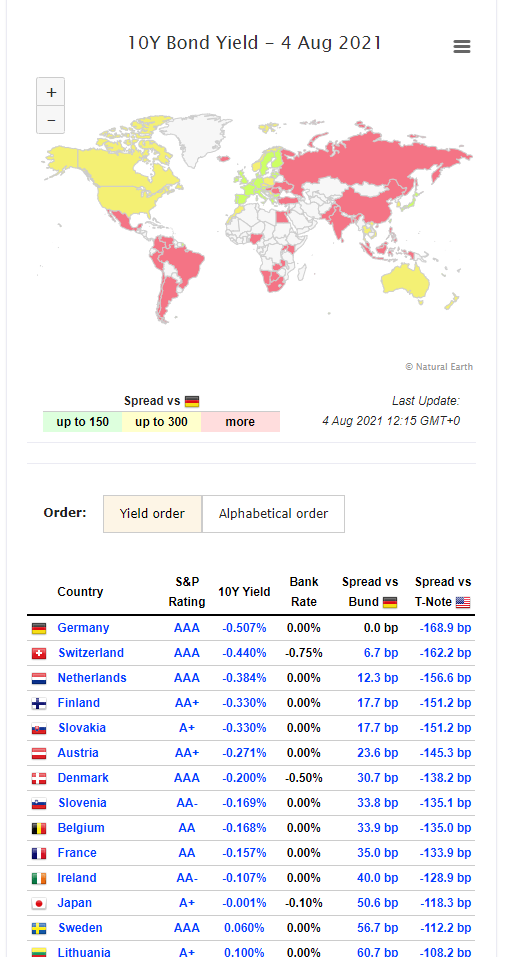 10Y Bond Yield - 4 Aug 2021
+
−
© Natural Earth
Spread vs
up to 150 up to 300 more
Last Update:
4 Aug 2021 12:15 GMT+0
Order: Yield order Alphabetical order
Country S&P Rating 10Y Yield Bank Rate Spread vs Bund Spread vs T-Note
Germany AAA -0.507% 0.00% 0.0 bp -168.9 bp
Switzerland AAA -0.440% -0.75% 6.7 bp -162.2 bp
Netherlands AAA -0.384% 0.00% 12.3 bp -156.6 bp
Finland AA+ -0.330% 0.00% 17.7 bp -151.2 bp
Slovakia A+ -0.330% 0.00% 17.7 bp -151.2 bp
Austria AA+ -0.271% 0.00% 23.6 bp -145.3 bp
Denmark AAA -0.200% -0.50% 30.7 bp -138.2 bp
Slovenia AA- -0.169% 0.00% 33.8 bp -135.1 bp
Belgium AA -0.168% 0.00% 33.9 bp -135.0 bp
France AA -0.157% 0.00% 35.0 bp -133.9 bp
Ireland AA- -0.107% 0.00% 40.0 bp -128.9 bp
Japan A+ -0.001% -0.10% 50.6 bp -118.3 bp
Sweden AAA 0.060% 0.00% 56.7 bp -112.2 bp
Lithuania A+ 0.100% 0.00% 60.7 bp -108.2 bp